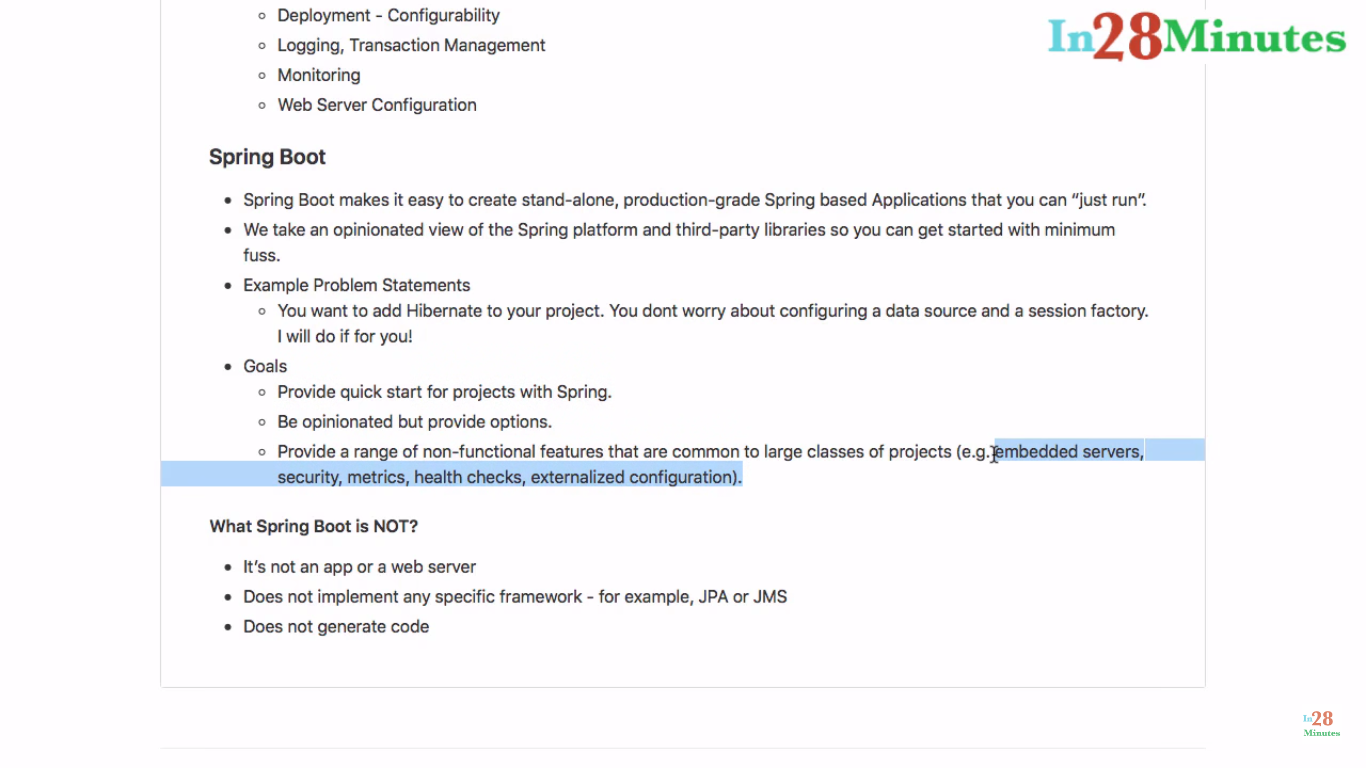 Deployment - Configurability
Logging, Transaction Management
Monitoring
Web Server Configuration
In28Minutes
Spring Boot
Spring Boot makes it easy to create stand-alone, production-grade Spring based Applications that you can “just run”.
We take an opinionated view of the Spring platform and third-party libraries so you can get started with minimum
fuss.
Example Problem Statements
You want to add Hibernate to your project. You dont worry about configuring a data source and a session factory.
I will do if for you!
Goals
Provide quick start for projects with Spring.
Be opinionated but provide options.
Provide a range of non-functional features that are common to large classes of projects (e.g. embedded servers,
security, metrics, health checks, externalized configuration).
What Spring Boot is NOT?
It’s not an app or a web server
Does not implement any specific framework - for example, JPA or JMS
Does not generate code
In28
Minutes